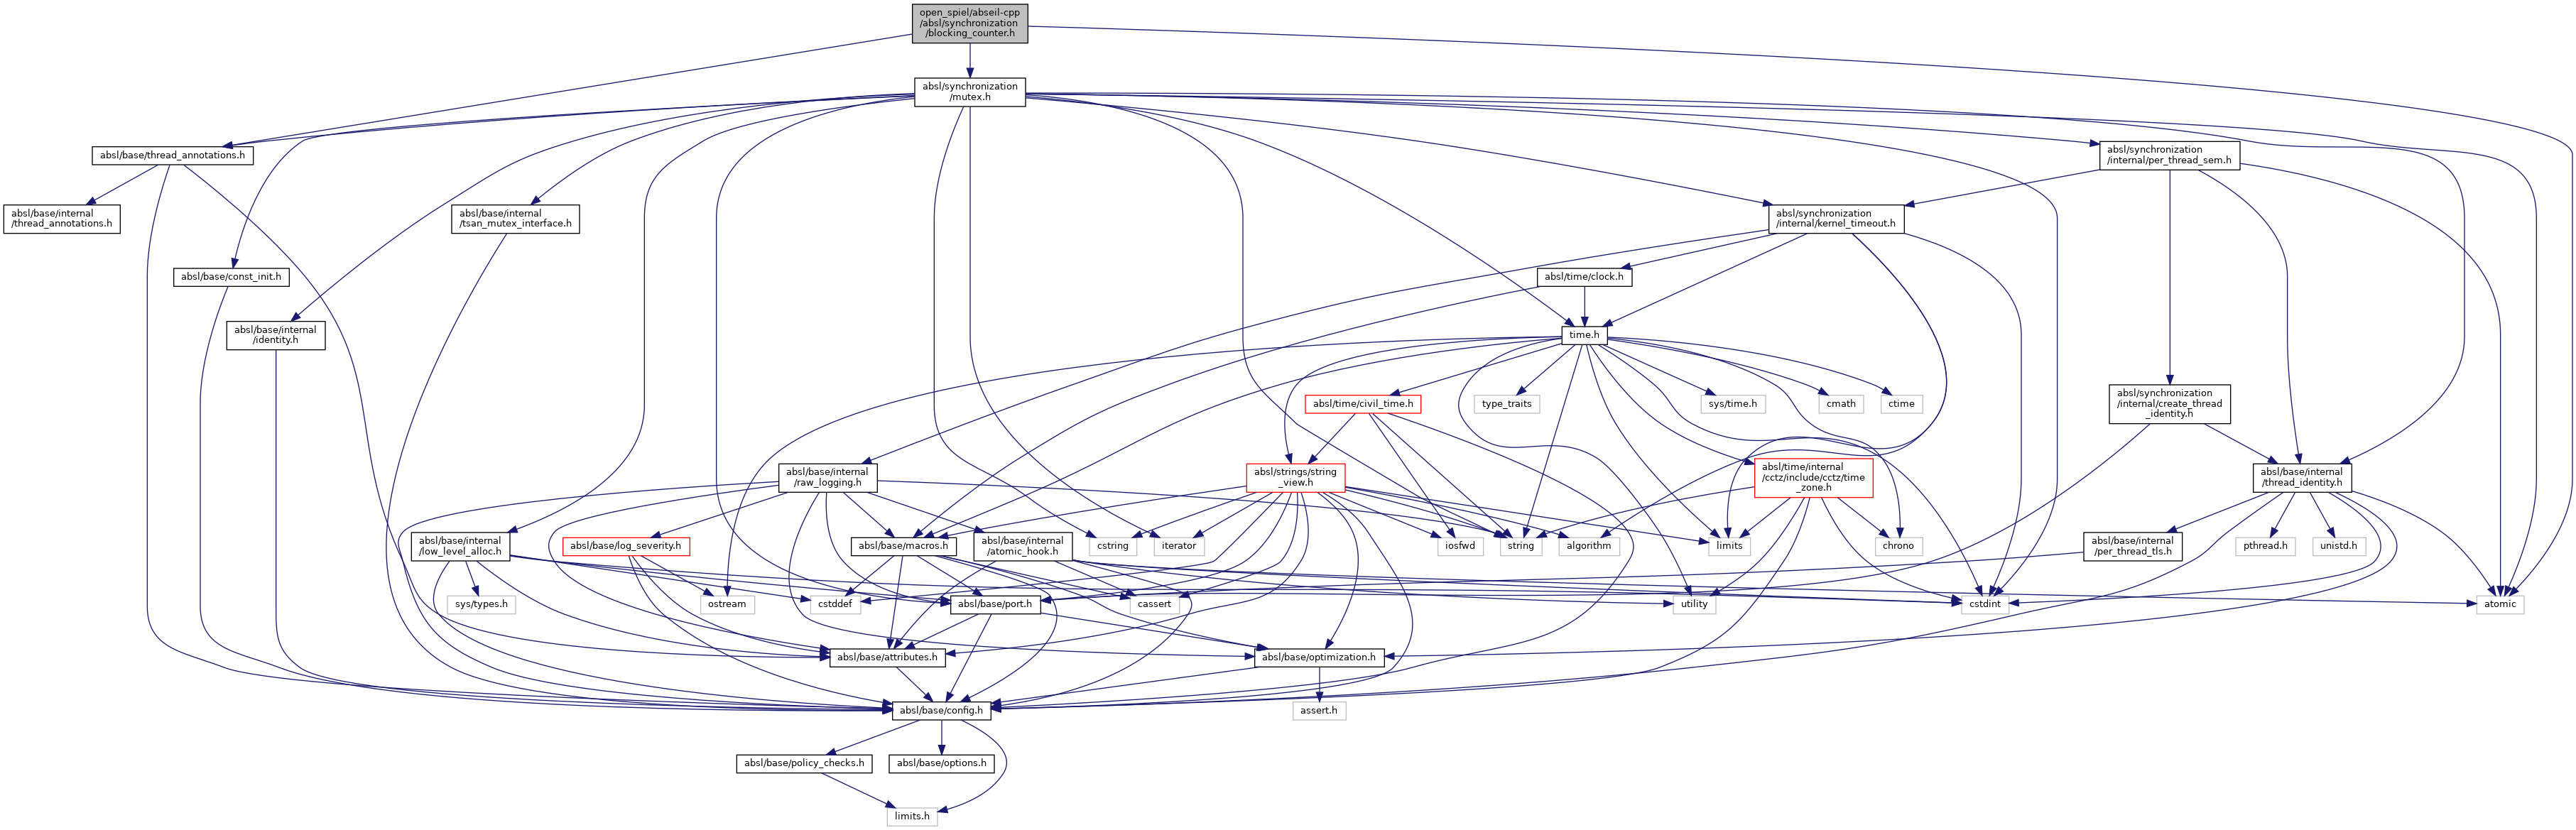 open_spiel/abseil-cpp
/absl/synchronization
/blocking_counter.h
absl/synchronization
/mutex.h
absl/base/thread_annotations.h
absl/synchronization
/internal/per_thread_sem.h
absl/base/internal
/thread_annotations.h
absl/base/internal
/tsan_mutex_interface.h
absl/synchronization
/internal/kernel_timeout.h
absl/base/const_init.h
absl/time/clock.h
absl/base/internal
/identity.h
time.h
absl/time/civil_time.h
type_traits
sys/time.h
cmath
ctime
absl/synchronization
/internal/create_thread
_identity.h
absl/base/internal
/raw_logging.h
absl/strings/string
_view.h
absl/time/internal
/cctz/include/cctz/time
_zone.h
absl/base/internal
/thread_identity.h
absl/base/internal
/low_level_alloc.h
absl/base/log_severity.h
absl/base/macros.h
absl/base/internal
/atomic_hook.h
cstring
iterator
iosfwd
string
algorithm
limits
chrono
absl/base/internal
/per_thread_tls.h
pthread.h
unistd.h
sys/types.h
ostream
cstddef
absl/base/port.h
cassert
utility
cstdint
atomic
absl/base/attributes.h
absl/base/optimization.h
absl/base/config.h
assert.h
absl/base/policy_checks.h
absl/base/options.h
limits.h